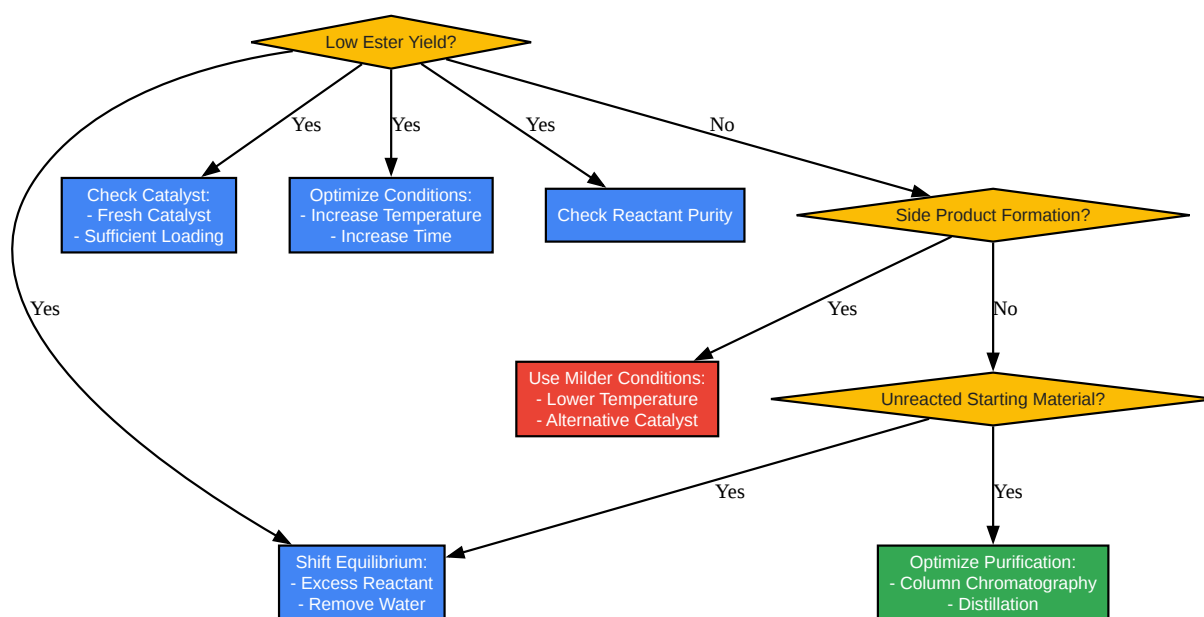 Low Ester Yield?
Yes
Yes
Yes
No
Check Catalyst:
- Fresh Catalyst
- Sufficient Loading
Optimize Conditions:
- Increase Temperature
- Increase Time
Check Reactant Purity
Side Product Formation?
Yes
Yes
No
Use Milder Conditions:
- Lower Temperature
- Alternative Catalyst
Unreacted Starting Material?
Yes
Yes
Shift Equilibrium:
- Excess Reactant
- Remove Water
Optimize Purification:
- Column Chromatography
- Distillation